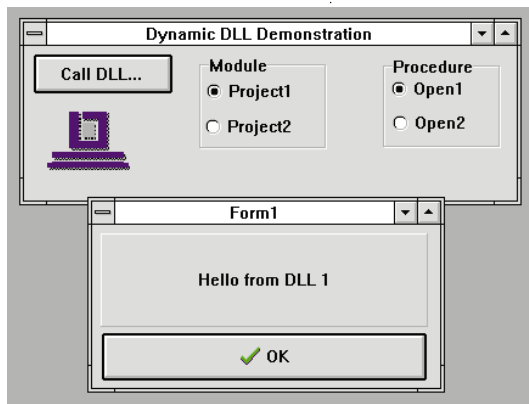 Dynamic DLL Demonstration
Call DLL...
Module
Project1
Project2
Procedure
Open1
Open2
Form1
Hello from DLL 1
OK